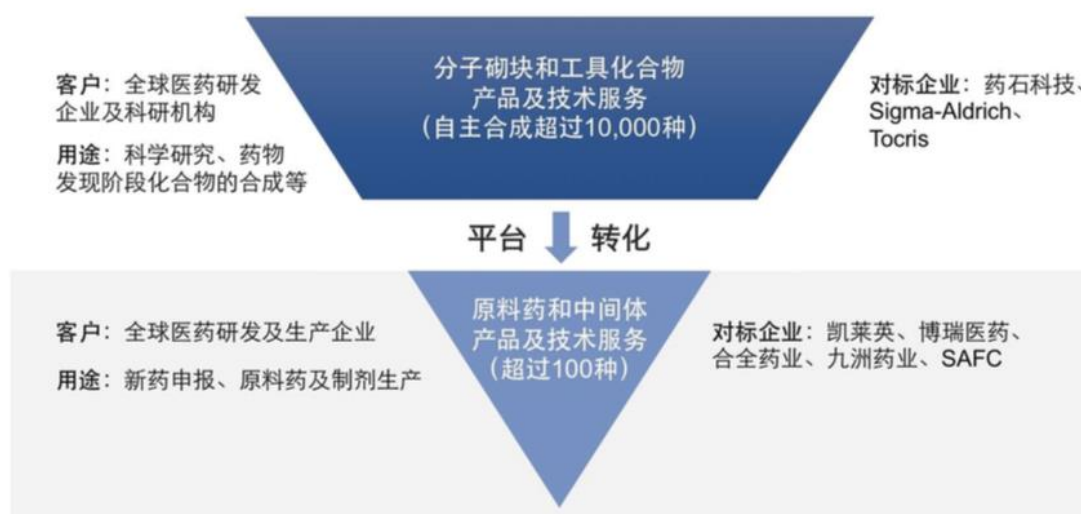 分子砌块和工具化合物
产品及技术服务
（自主合成超过10,000种）
客户：全球医药研发
企业及科研机构
用途：科学研究、药物
发现阶段化合物的合成等
对标企业：药石科技、
Sigma-Aldrich、
Tocris
平台 转化
原料药和中间体
产品及技术服务
（超过100种）
客户：全球医药研发及生产企业
用途：新药申报、原料药及制剂生产
对标企业：凯莱英、博瑞医药、
合全药业、九洲药业、SAFC